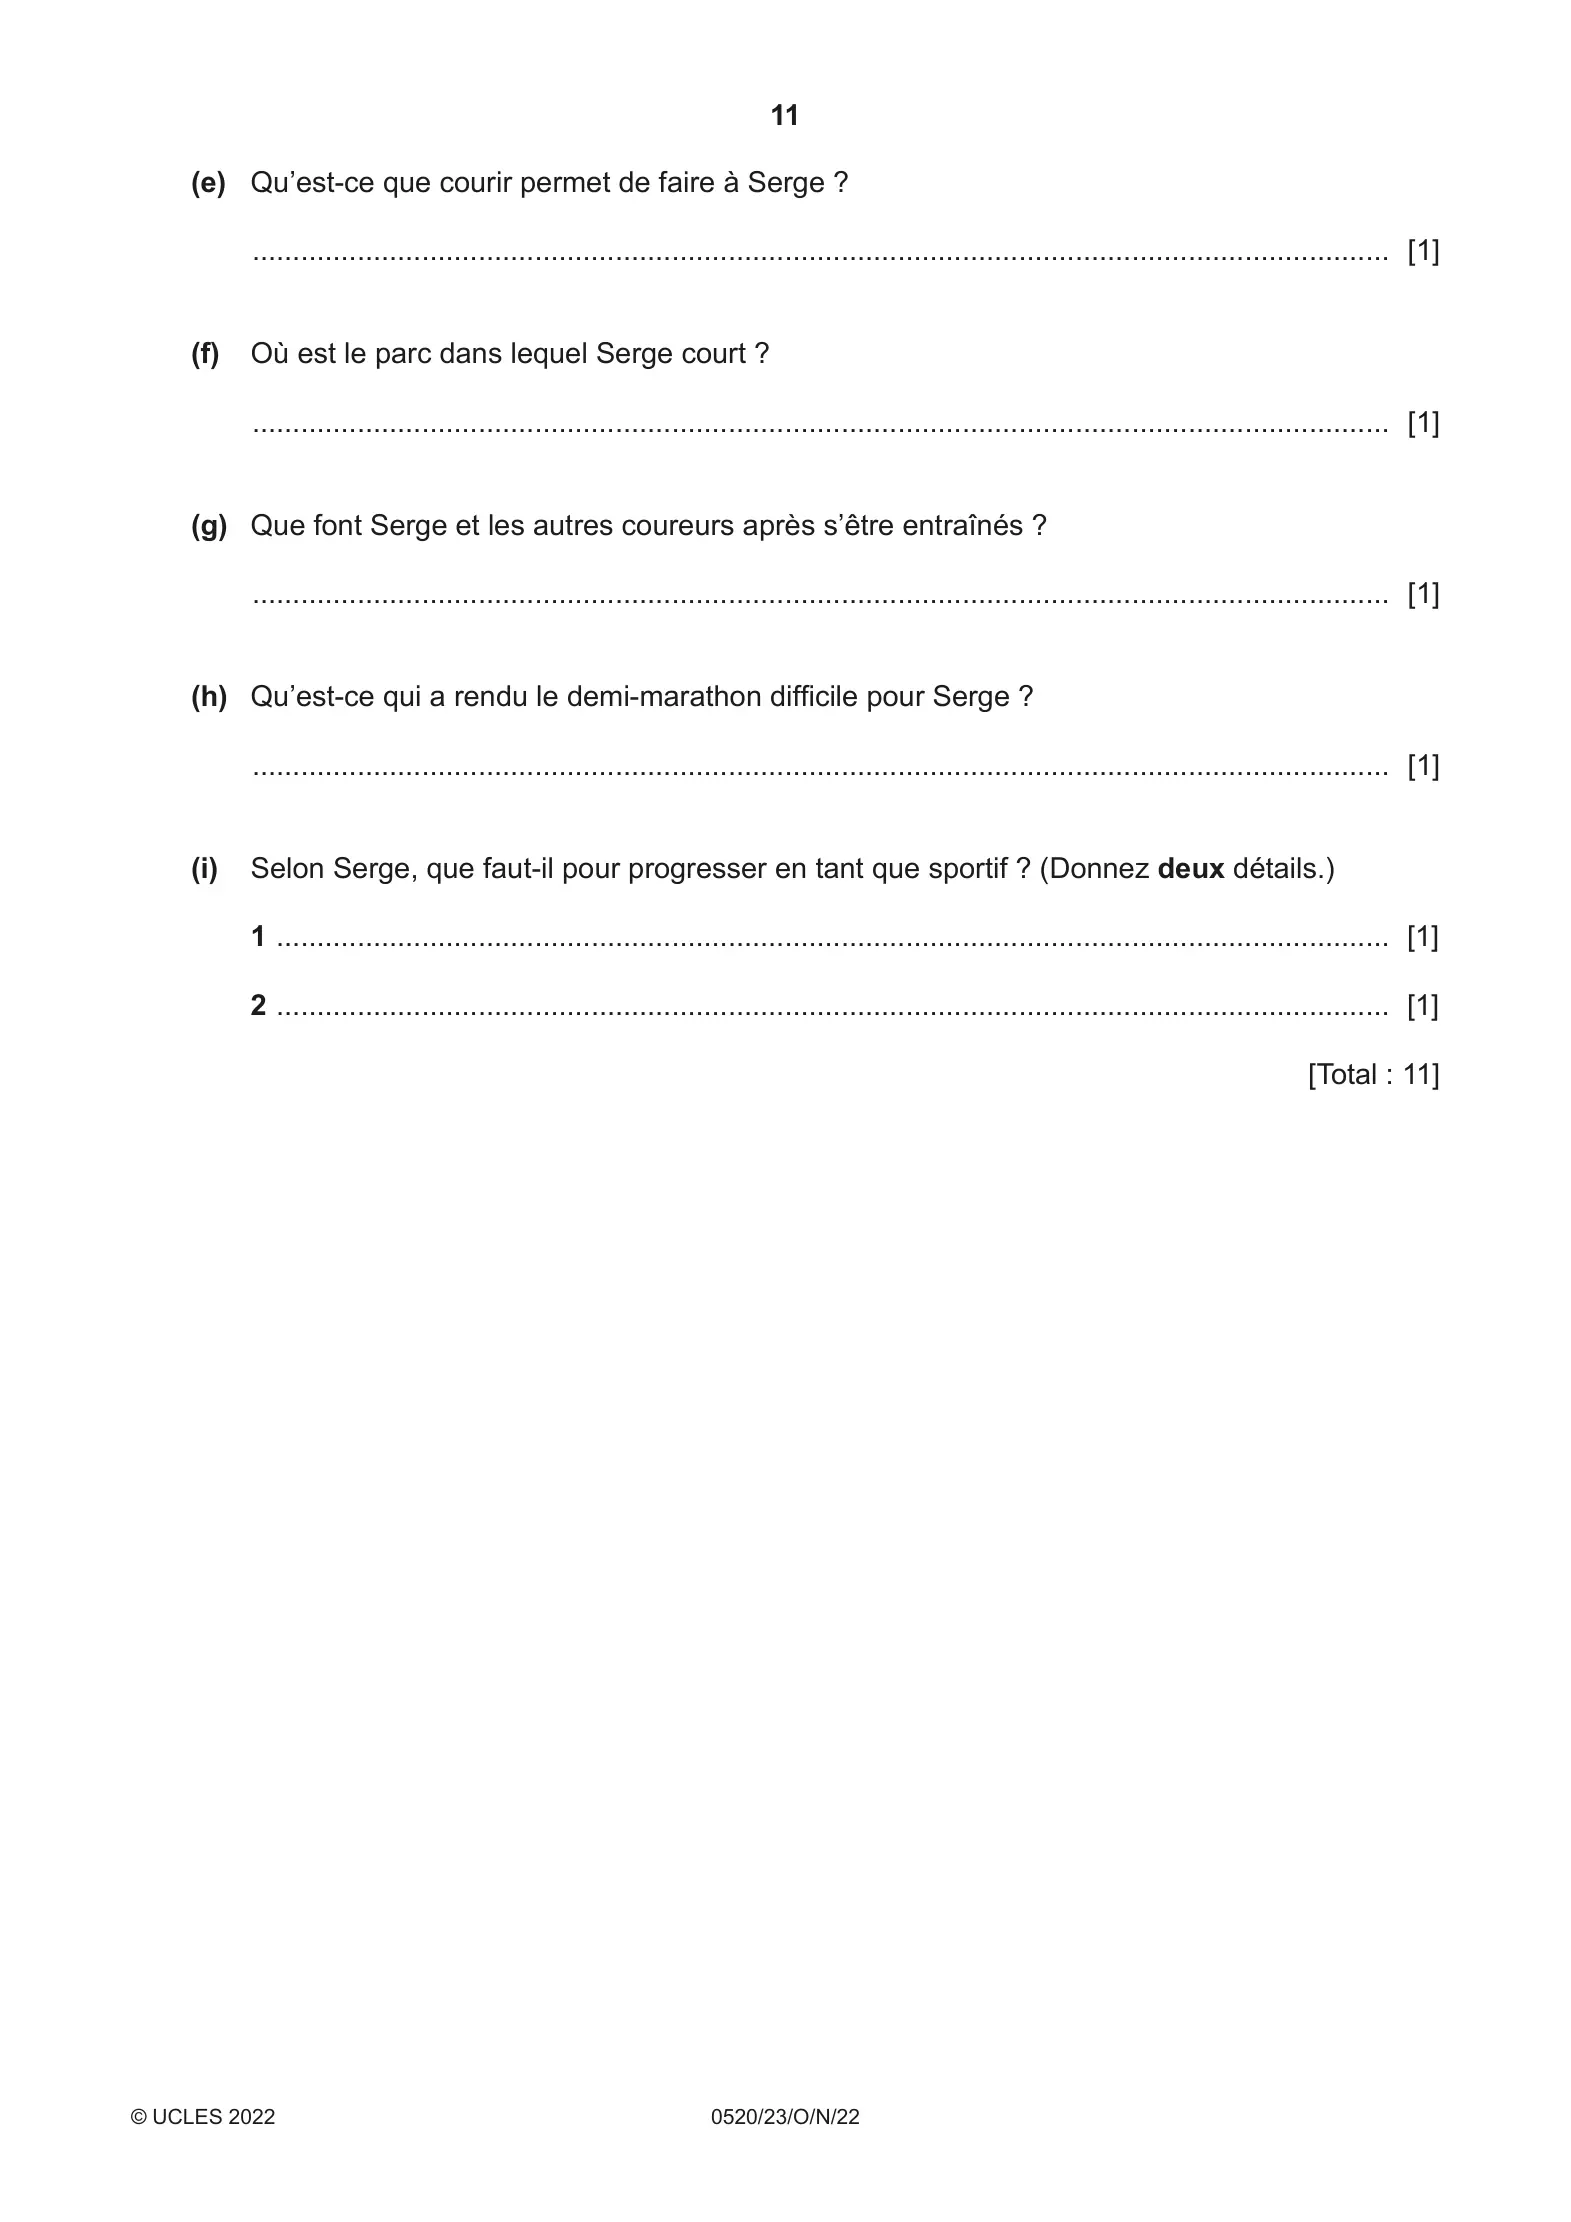 11
(e) Qu’est-ce que courir permet de faire à Serge ?
.......................................................................................................................................... [1]
(f) Où est le parc dans lequel Serge court ?
.......................................................................................................................................... [1]
(g) Que font Serge et les autres coureurs après s’être entraînés ?
.......................................................................................................................................... [1]
(h) Qu’est-ce qui a rendu le demi-marathon difficile pour Serge ?
.......................................................................................................................................... [1]
(i) Selon Serge, que faut-il pour progresser en tant que sportif ? (Donnez deux détails.)
1 ....................................................................................................................................... [1]
2 ....................................................................................................................................... [1]
[Total : 11]
© UCLES 2022 0520/23/O/N/22